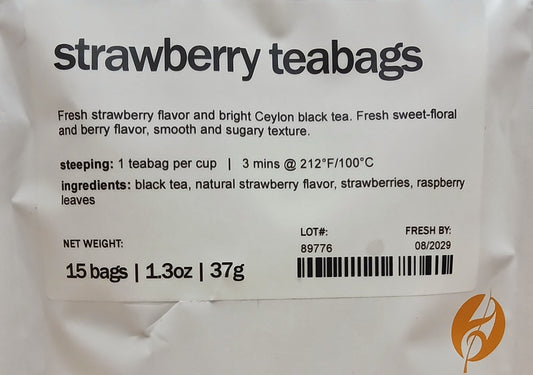 strawberry teabags
Fresh strawberry flavor and bright Ceylon black tea. Fresh sweet-floral
and berry flavor, smooth and sugary texture.
steeping: 1 teabag per cup | 3 mins @ 212°F/100°C
ingredients: black tea, natural strawberry flavor, strawberries, raspberry
leaves
NET WEIGHT:
15 bags | 1.3oz | 37g
LOT#:
89776
FRESH BY:
08/2029